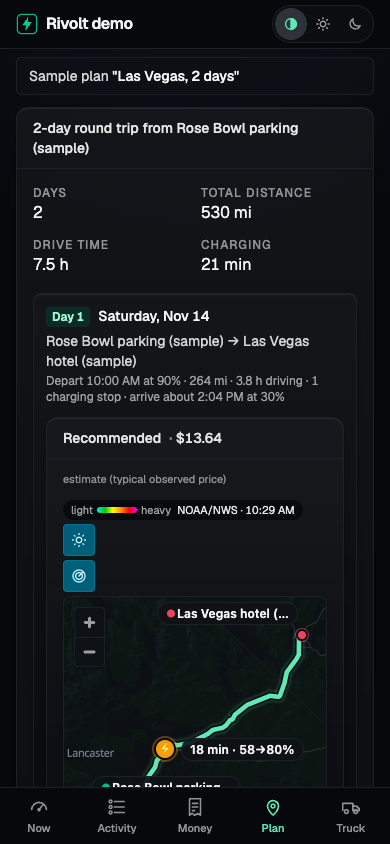 Rivolt demo
Sample plan "Las Vegas, 2 days"
2-day round trip from Rose Bowl parking
(sample)
DAYS
2
TOTAL DISTANCE
530 mi
DRIVE TIME
7.5 h
CHARGING
21 min
Day 1 Saturday, Nov 14
Rose Bowl parking (sample) → Las Vegas
hotel (sample)
Depart 10:00 AM at 90% · 264 mi · 3.8 h driving · 1
charging stop · arrive about 2:04 PM at 30%
Recommended · $13.64
estimate (typical observed price)
light heavy NOAA/NWS · 10:29 AM
+
−
Las Vegas hotel (...
18 min · 58→80%
Lancaster
Rose Bowl parking
Now
Activity
Money
Plan
Truck